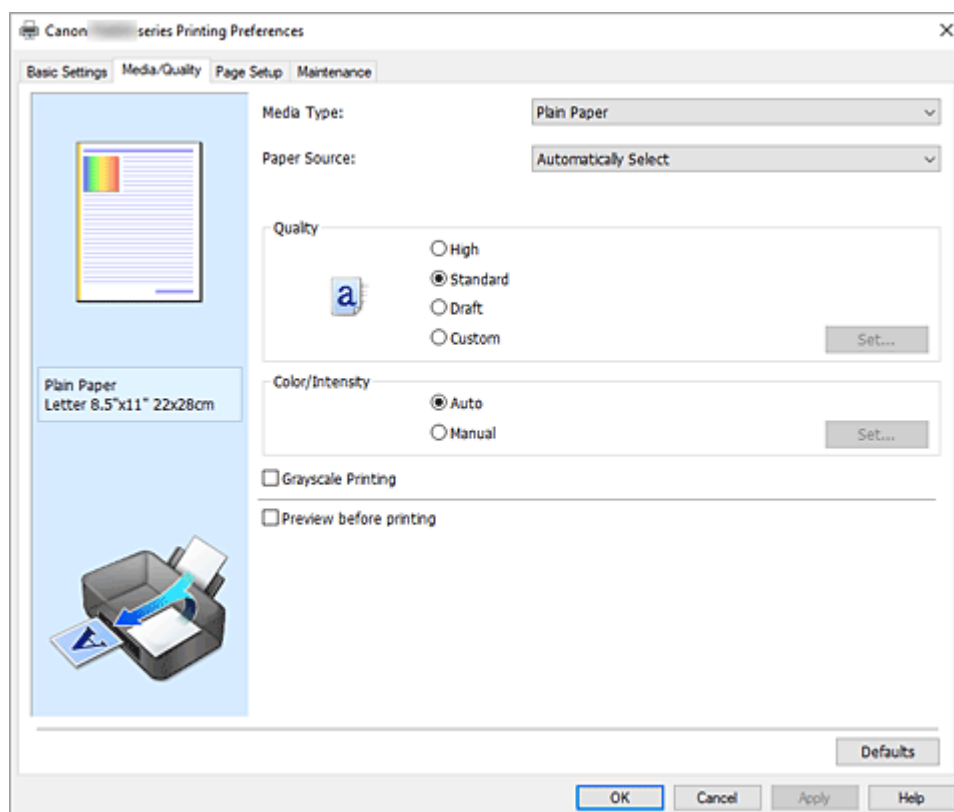 Canon series Printing Preferences
Basic Settings Media/Quality Page Setup Maintenance
Media Type: Plain Paper
Paper Source: Automatically Select
Quality
High
a Standard
Draft
Custom Set...
Plain Paper
Letter 8.5"x11" 22x28cm
Color/Intensity
Auto
Manual Set...
Grayscale Printing
Preview before printing
A
Defaults
OK Cancel Apply Help